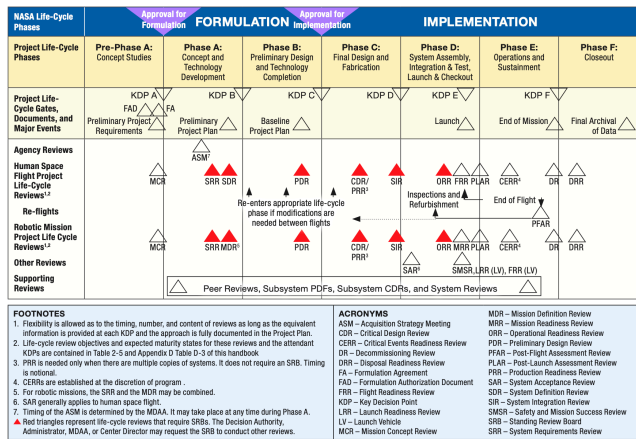 NASA Life-Cycle
Phases
Approval for
Formulation
FORMULATION
Approval for
Implementation
IMPLEMENTATION
Project Life-Cycle
Phases
Pre-Phase A:
Concept Studies
Phase A:
Concept and
Technology
Development
Phase B:
Preliminary Design
and Technology
Completion
Phase C:
Final Design and
Fabrication
Phase D:
System Assembly,
Integration & Test,
Launch & Checkout
Phase E:
Operations and
Sustainment
Phase F:
Closeout
Project Life-
Cycle Gates,
Documents, and
Major Events
KDP A
KDP B
KDP C
KDP D
KDP E
KDP F
FAD
FA
Preliminary Project
Requirements
Preliminary
Project Plan
Baseline
Project Plan
Launch
End of Mission
Final Archival
of Data
Agency Reviews
ASM7
Human Space
Flight Project
Life-Cycle
Reviews1,2
MCR
SRR SDR
PDR
CDR/
PRR3
SIR
ORR FRR PLAR
CERR4
DR
DRR
Re-enters appropriate life-cycle
phase if modifications are
needed between flights
Inspections and
Refurbishment
End of Flight
Re-flights
PFAR
Robotic Mission
Project Life Cycle
Reviews1,2
MCR
SRR MDR5
PDR
CDR/
PRR3
SIR
ORR MRR PLAR
CERR4
DR
DRR
Other Reviews
SAR6
SMSR,LRR (LV), FRR (LV)
Supporting
Reviews
Peer Reviews, Subsystem PDFs, Subsystem CDRs, and System Reviews
FOOTNOTES
1. Flexibility is allowed as to the timing, number, and content of reviews as long as the equivalent
information is provided at each KDP and the approach is fully documented in the Project Plan.
2. Life-cycle review objectives and expected maturity states for these reviews and the attendant
KDPs are contained in Table 2-5 and Appendix D Table D-3 of this handbook
3. PRR is needed only when there are multiple copies of systems. It does not require an SRB. Timing
is notional.
4. CERRs are established at the discretion of program .
5. For robotic missions, the SRR and the MDR may be combined.
6. SAR generally applies to human space flight.
7. Timing of the ASM is determined by the MDAA. It may take place at any time during Phase A.
Red triangles represent life-cycle reviews that require SRBs. The Decision Authority,
Administrator, MDAA, or Center Director may request the SRB to conduct other reviews.
ACRONYMS
ASM – Acquisition Strategy Meeting
CDR – Critical Design Review
CERR – Critical Events Readiness Review
DR – Decommissioning Review
DRR – Disposal Readiness Review
FA – Formulation Agreement
FAD – Formulation Authorization Document
FRR – Flight Readiness Review
KDP – Key Decision Point
LRR – Launch Readiness Review
LV – Launch Vehicle
MCR – Mission Concept Review
MDR – Mission Definition Review
MRR – Mission Readiness Review
ORR – Operational Readiness Review
PDR – Preliminary Design Review
PFAR – Post-Flight Assessment Review
PLAR – Post-Launch Assessment Review
PRR – Production Readiness Review
SAR – System Acceptance Review
SDR – System Definition Review
SIR – System Integration Review
SMSR – Safety and Mission Success Review
SRB – Standing Review Board
SRR – System Requirements Review